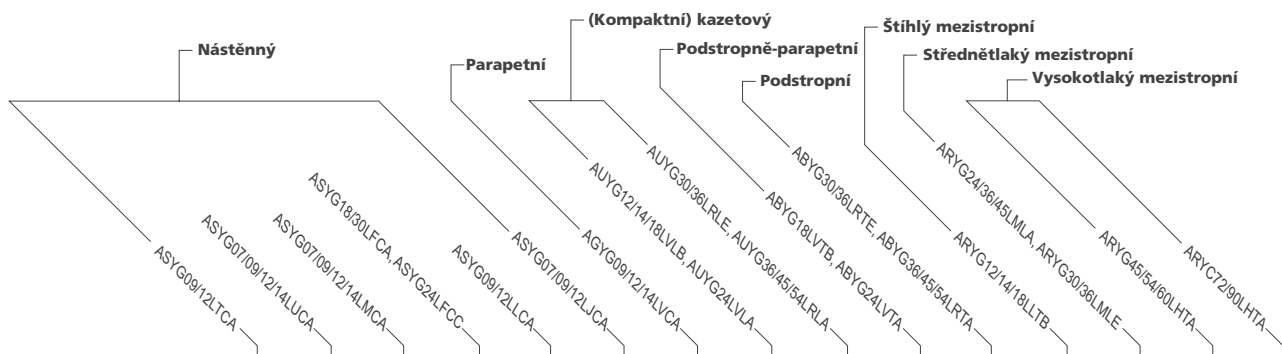 (Kompaktní) kazetový
Štíhlý mezistropní
Nástěnný
Podstropně-parapetní
Střednětlaký mezistropní
Parapetní
Podstropní
Vysokotlaký mezistropní
ASYG09/12LTCA
ASYG07/09/12/14LUCA
ASYG07/09/12/14LMCA
ASYG18/30LFCA, ASYG24LFCC
ASYG09/12LLCA
ASYG07/09/12LJCA
AGYG09/12/14LVCA
AUYG12/14/18LVLB, AUYG24LVLA
AUYG30/36LRLE, AUYG36/45/54LRLA
ABYG18LVTB, ABYG24LVTA
ABYG30/36LRTE, ABYG36/45/54LRTA
ARYG12/14/18LLTB
ARYG24/36/45LMLA, ARYG30/36LMLE
ARYG45/54/60LHTA
ARYC72/90LHTA